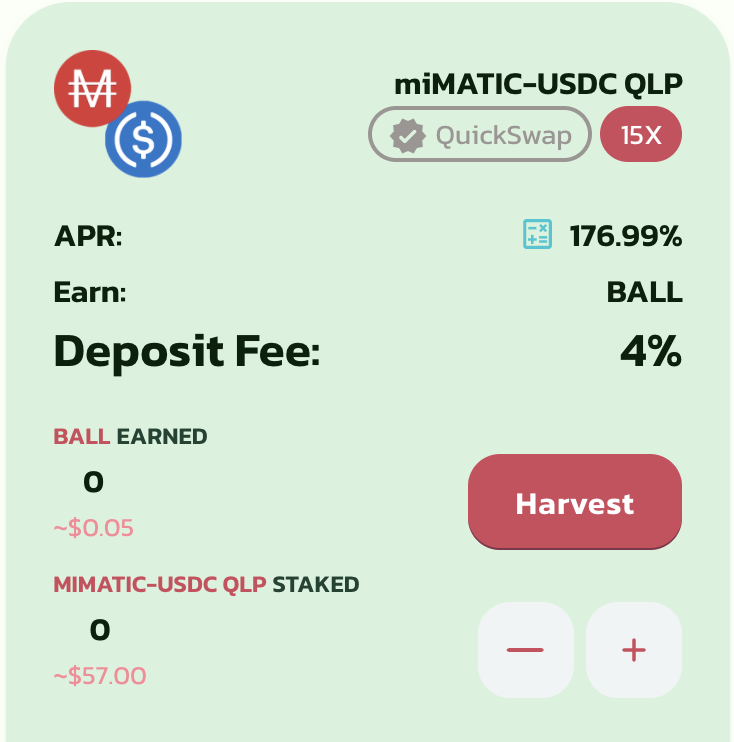 miMATIC-USDC QLP
QuickSwap 15X
APR: 176.99%
Earn: BALL
Deposit Fee: 4%
BALL EARNED
0
~$0.05
Harvest
MIMATIC-USDC QLP STAKED
0
~$57.00